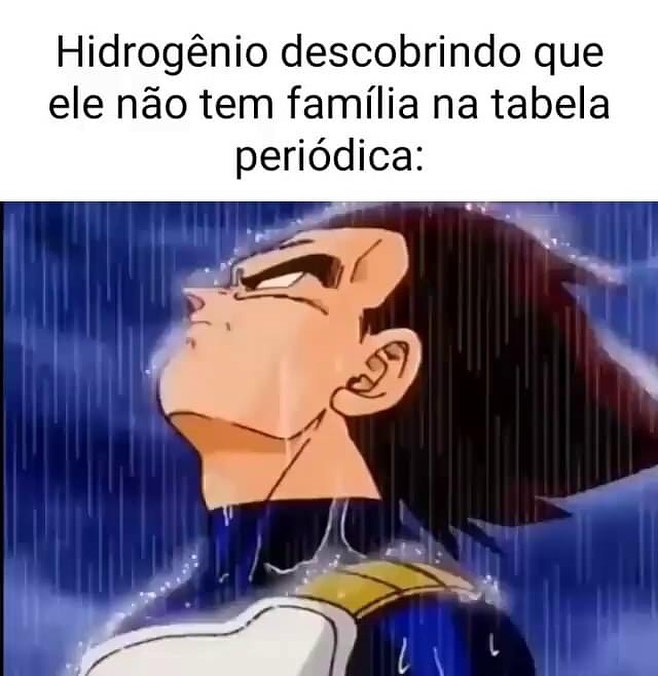 Hidrogênio descobrindo que
ele não tem família na tabela
periódica: